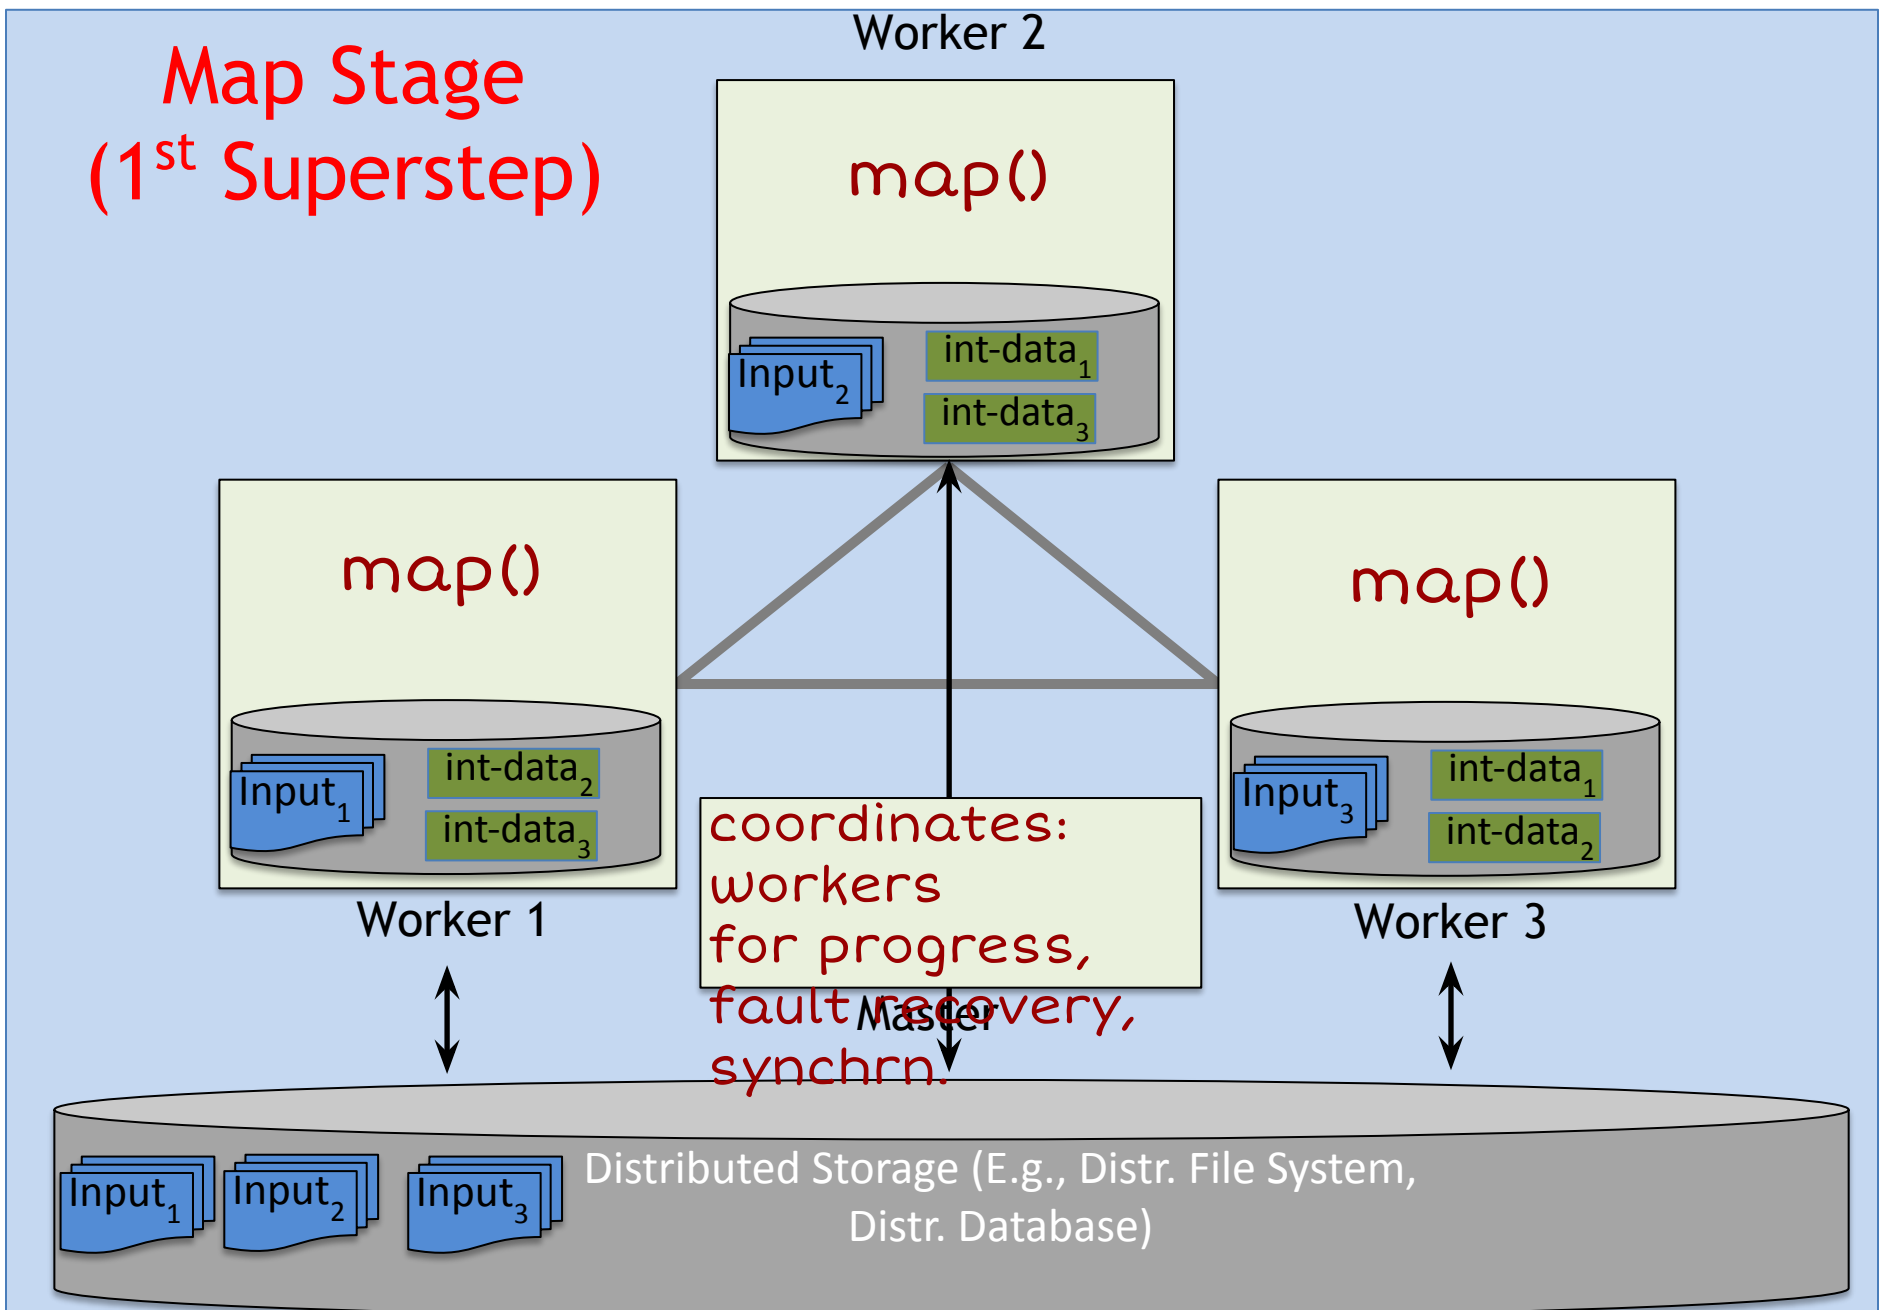 Map Stage
(1st Superstep)
Worker 2
map()
Input2
int-data1
int-data3
map()
Input1
int-data2
int-data3
Worker 1
map()
Input3
int-data1
int-data2
Worker 3
coordinates:
workers
for progress,
fault recovery,
synchrn.
Master
Input1
Input2
Input3
Distributed Storage (E.g., Distr. File System,
Distr. Database)